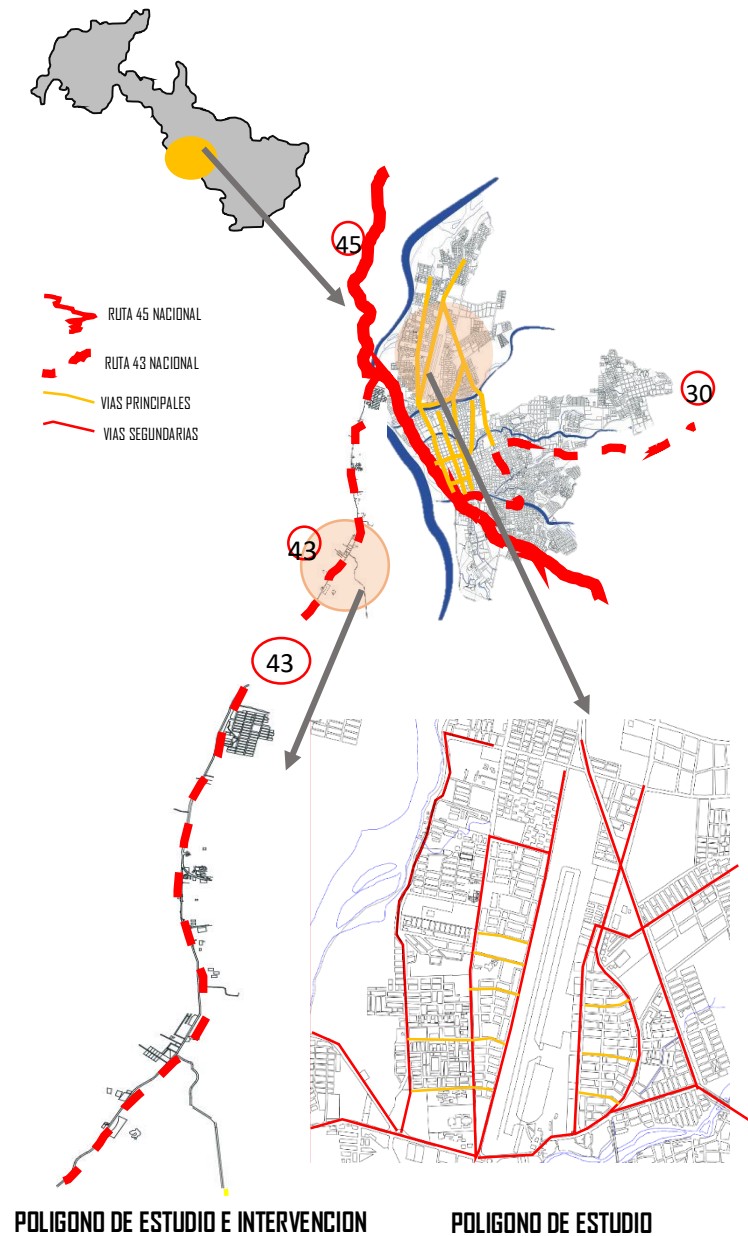 45
RUTA 45 NACIONAL
RUTA 43 NACIONAL
30
VIAS PRINCIPALES
VIAS SEGUNDARIAS
43
43
POLIGONO DE ESTUDIO E INTERVENCION
POLIGONO DE ESTUDIO